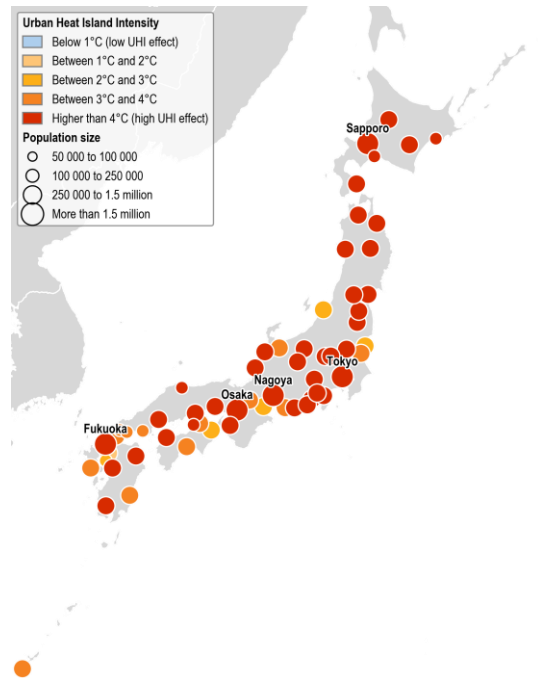 Urban Heat Island Intensity
Below 1°C (low UHI effect)
Between 1°C and 2°C
Between 2°C and 3°C
Between 3°C and 4°C
Higher than 4°C (high UHI effect)
Population size
50 000 to 100 000
100 000 to 250 000
250 000 to 1.5 million
More than 1.5 million
Sapporo
Tokyo
Nagoya
Osaka
Fukuoka